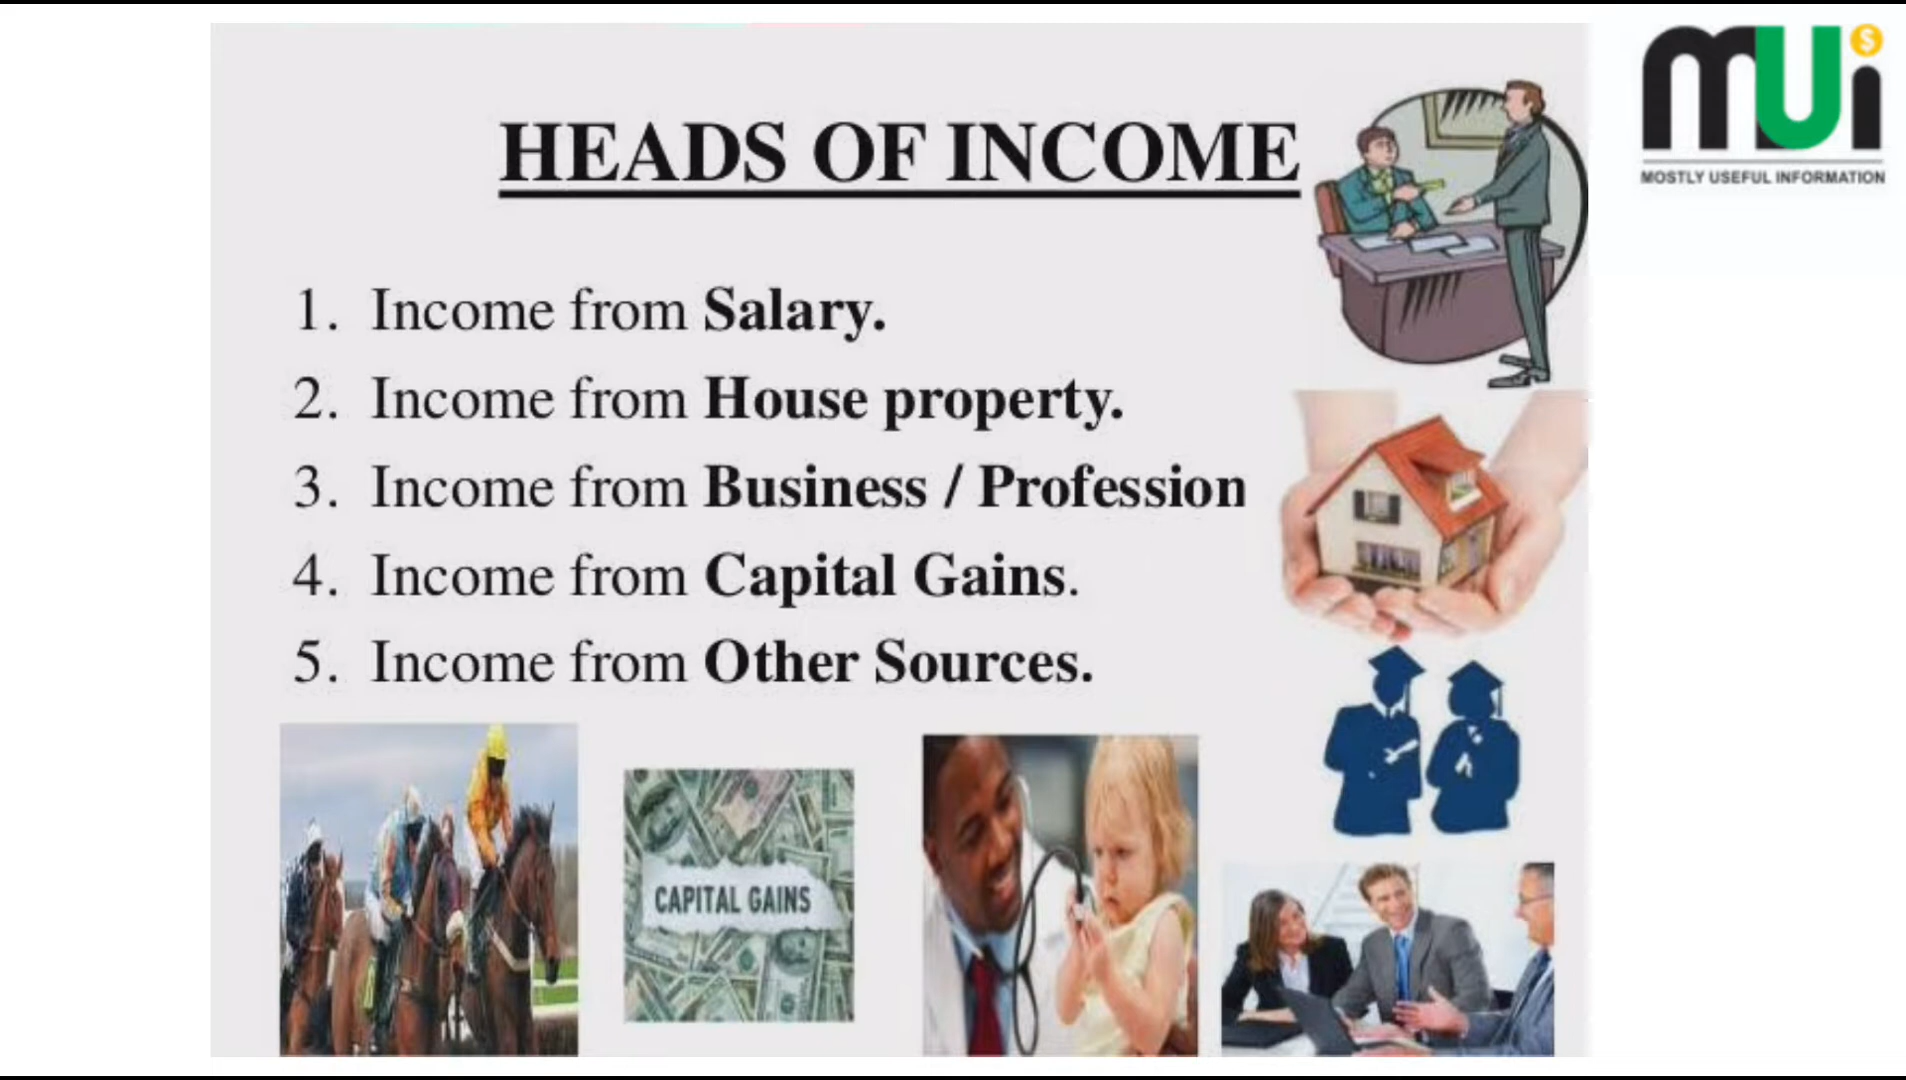 HEADS OF INCOME
1. Income from Salary.
2. Income from House property.
3. Income from Business / Profession
4. Income from Capital Gains.
5. Income from Other Sources.
CAPITAL GAINS
mUi
$
MOSTLY USEFUL INFORMATION